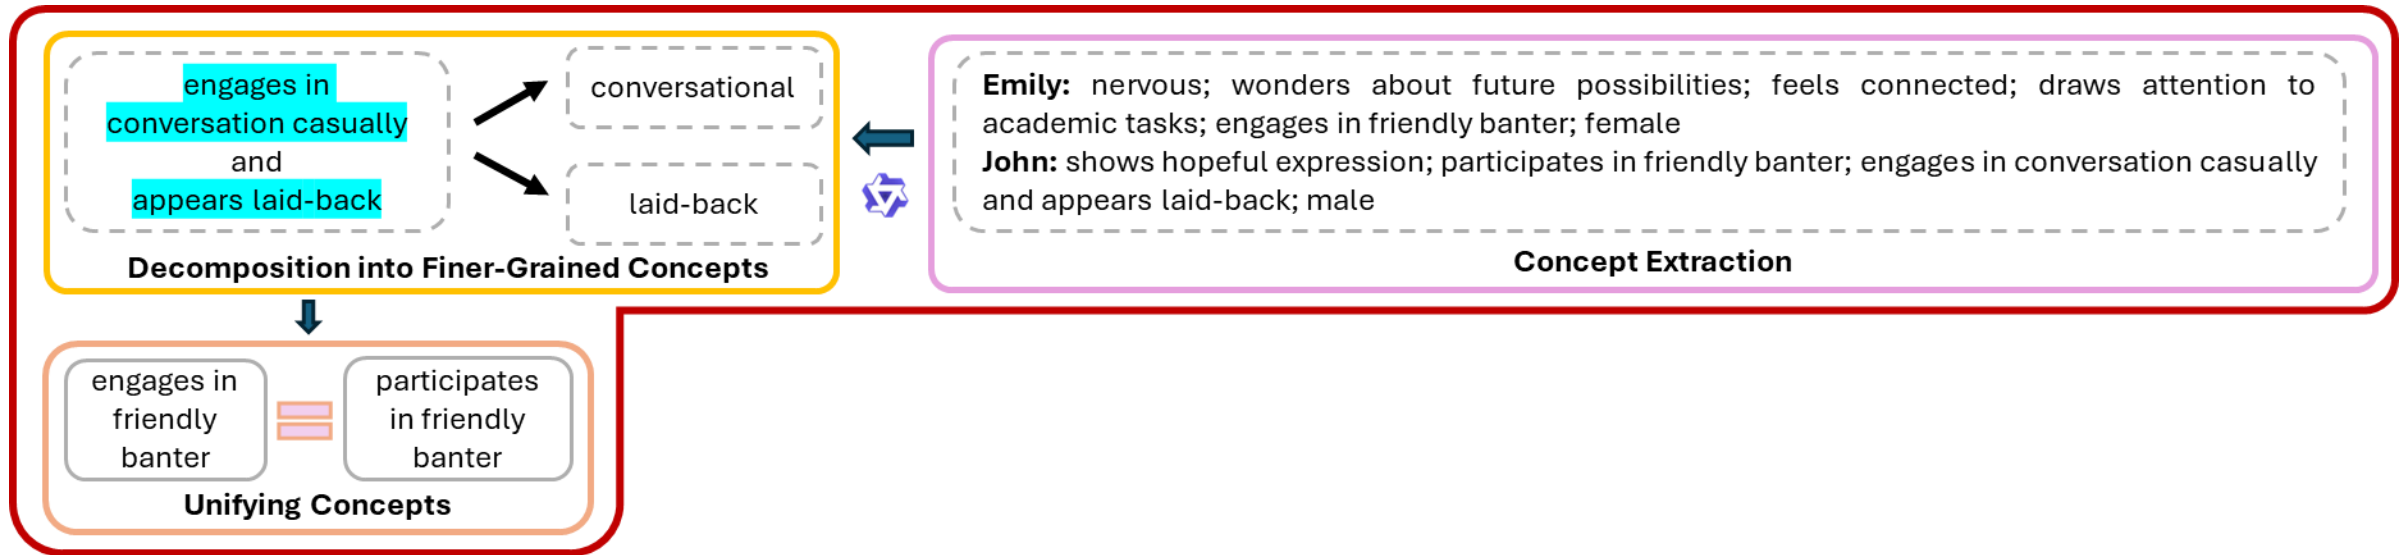 engages in
conversation casually
and
appears laid-back
conversational
laid-back
Decomposition into Finer-Grained Concepts
Emily: nervous; wonders about future possibilities; feels connected; draws attention to
academic tasks; engages in friendly banter; female
John: shows hopeful expression; participates in friendly banter; engages in conversation casually
and appears laid-back; male
Concept Extraction
engages in
friendly
banter
participates
in friendly
banter
Unifying Concepts